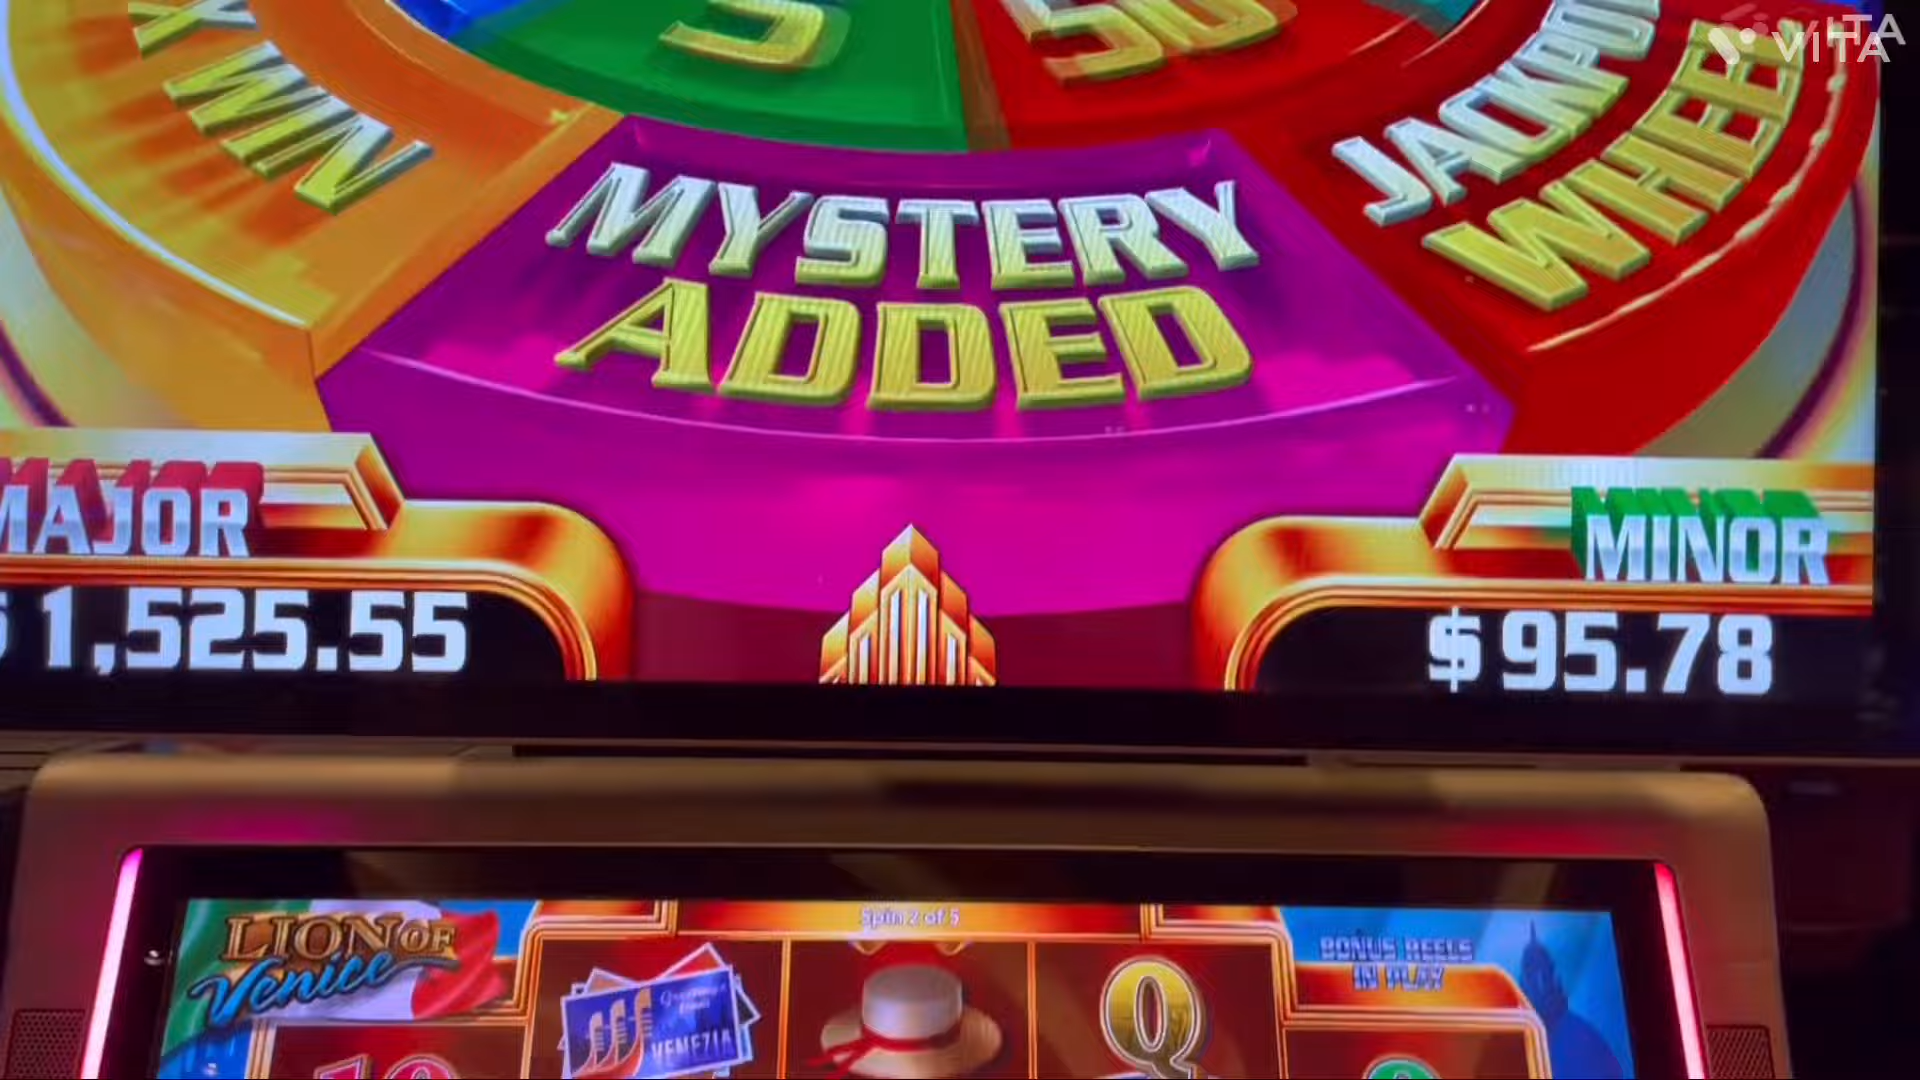 5
50
X WIN
JACKPOT
WHEEL
VITA
MYSTERY
ADDED
MAJOR
$1,525.55
MINOR
$95.78
LION OF
Venice
Spin 2 of 5
BONUS REELS
IN PLAY
VENEZIA
10
Q